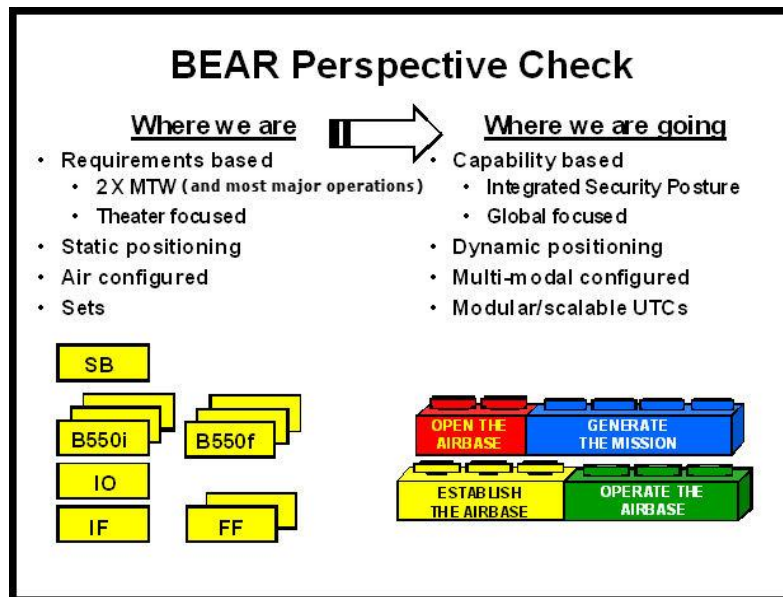 BEAR Perspective Check
Where we are
• Requirements based
• 2 X MTW (and most major operations)
• Theater focused
• Static positioning
• Air configured
• Sets
SB
B550i
B550f
IO
IF
FF
Where we are going
• Capability based
• Integrated Security Posture
• Global focused
• Dynamic positioning
• Multi-modal configured
• Modular/scalable UTCs
OPEN THE
AIRBASE
GENERATE
THE MISSION
ESTABLISH
THE AIRBASE
OPERATE THE
AIRBASE